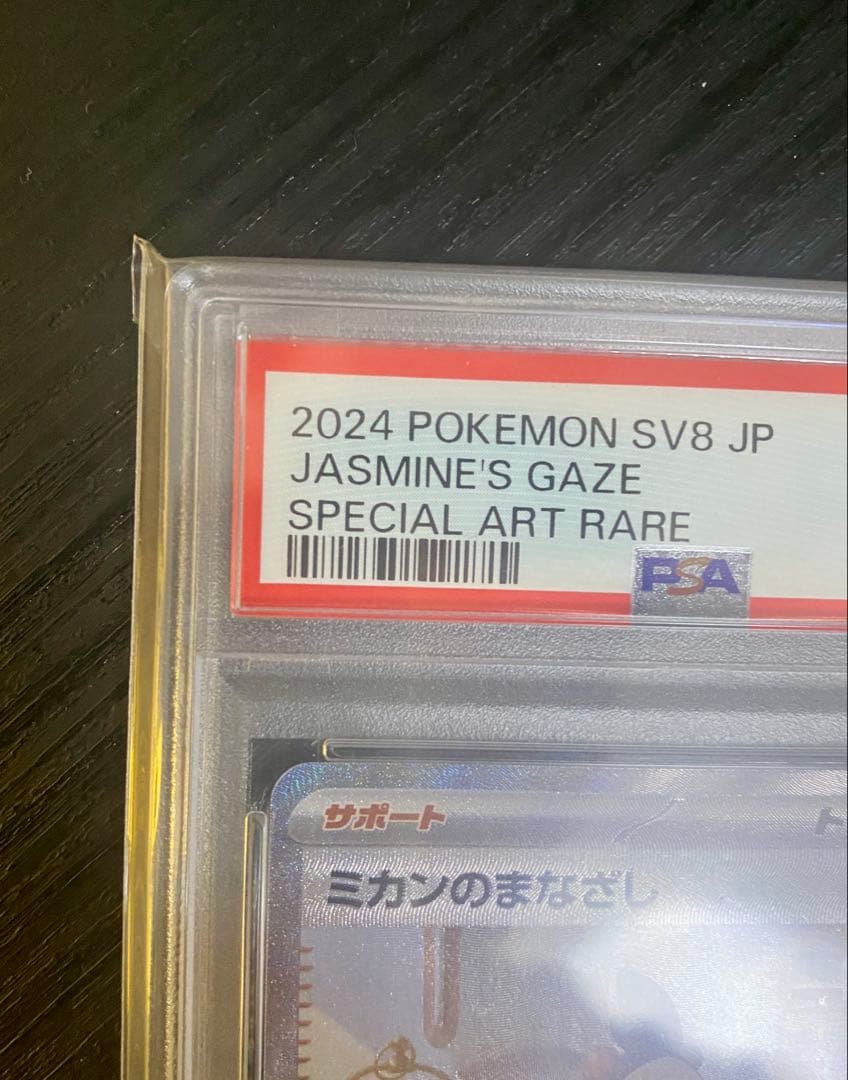 2024 POKEMON SV8 JP
JASMINE'S GAZE
SPECIAL ART RARE
PSA
サポート
ト
ミカンのまなざし